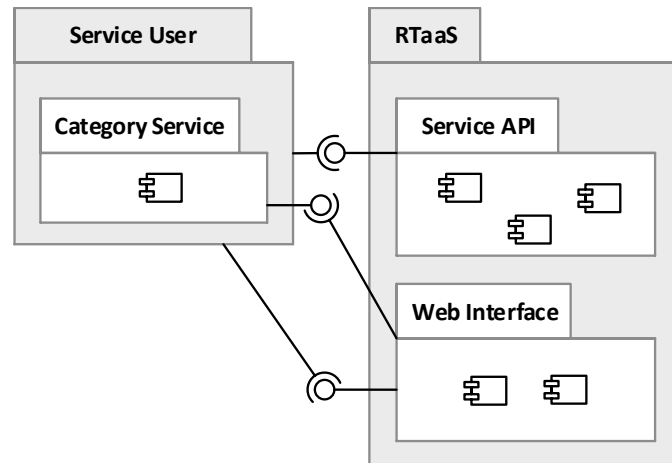 Service User
RTaaS
Category Service
Service API
Web Interface